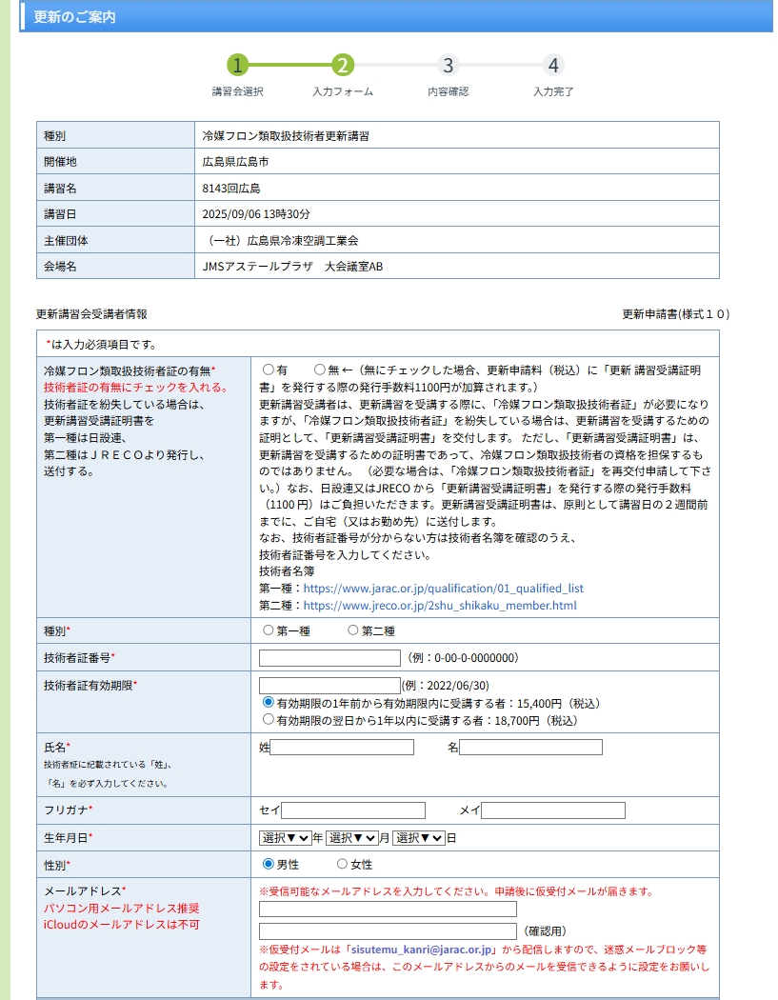 更新のご案内
1 2 3 4
講習会選択 入力フォーム 内容確認 入力完了
種別 冷媒フロン類取扱技術者更新講習
開催地 広島県広島市
講習名 8143回広島
講習日 2025/09/06 13時30分
主催団体 （一社）広島県冷凍空調工業会
会場名 JMSアステールプラザ　大会議室AB
更新講習会受講者情報 更新申請書(様式１０)
*は入力必須項目です。
冷媒フロン類取扱技術者証の有無*
技術者証の有無にチェックを入れる。
技術者証を紛失している場合は、
更新講習受講証明書を
第一種は日設連、
第二種はＪＲＥＣＯより発行し、
送付する。
有 無 ←（無にチェックした場合、更新申請料（税込）に「更新 講習受講証明
書」を発行する際の発行手数料1100円が加算されます。）
更新講習受講者は、更新講習を受講する際に、「冷媒フロン類取扱技術者証」が必要になり
ますが、「冷媒フロン類取扱技術者証」を紛失している場合は、更新講習を受講するための
証明として、「更新講習受講証明書」を交付します。 ただし、「更新講習受講証明書」は、
更新講習を受講するための証明書であって、冷媒フロン類取扱技術者の資格を担保するも
のではありません。 （必要な場合は、「冷媒フロン類取扱技術者証」を再交付申請して下さ
い。）なお、日設連又はJRECO から「更新講習受講証明書」を発行する際の発行手数料
（1100 円）はご負担いただきます。更新講習受講証明書は、原則として講習日の２週間前
までに、ご自宅（又はお勤め先）に送付します。
なお、技術者証番号が分からない方は技術者名簿を確認のうえ、
技術者証番号を入力してください。
技術者名簿
第一種：https://www.jarac.or.jp/qualification/01_qualified_list
第二種：https://www.jreco.or.jp/2shu_shikaku_member.html
種別* 第一種 第二種
技術者証番号* （例：0-00-0-0000000）
技術者証有効期限* (例：2022/06/30)
有効期限の1年前から有効期限内に受講する者：15,400円（税込）
有効期限の翌日から1年以内に受講する者：18,700円（税込）
氏名* 姓 名
技術者証に記載されている「姓」、
「名」を必ず入力してください。
フリガナ* セイ メイ
生年月日* 選択▼ 年 選択▼ 月 選択▼ 日
性別* 男性 女性
メールアドレス*
パソコン用メールアドレス推奨
iCloudのメールアドレスは不可
※受信可能なメールアドレスを入力してください。申請後に仮受付メールが届きます。
（確認用）
※仮受付メールは「sisutemu_kanri@jarac.or.jp」から配信しますので、迷惑メールブロック等
の設定をされている場合は、このメールアドレスからのメールを受信できるように設定をお願いし
ます。